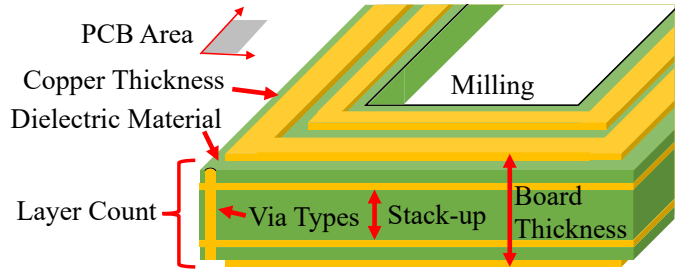 PCB Area
Copper Thickness
Milling
Dielectric Material
Layer Count
Via Types
Stack-up
Board
Thickness